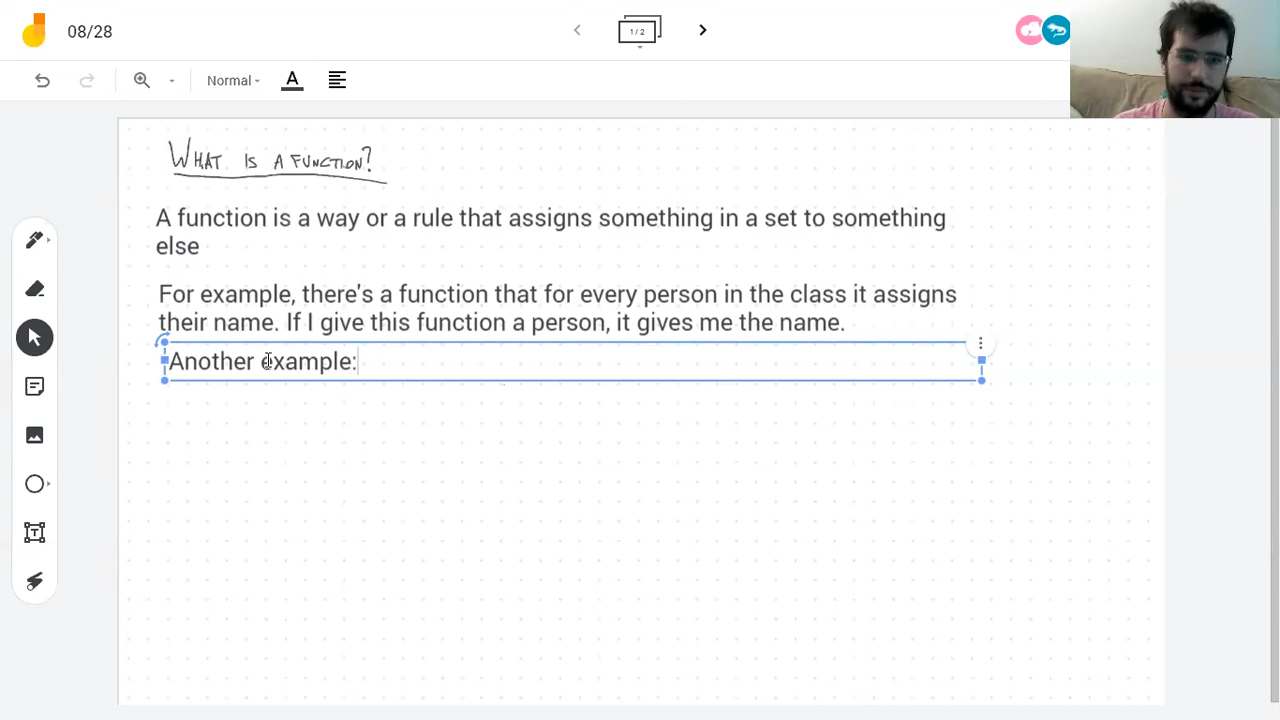 08/28
1 / 2
Normal
A
WHAT IS A FUNCTION?
A function is a way or a rule that assigns something in a set to something
else
For example, there's a function that for every person in the class it assigns
their name. If I give this function a person, it gives me the name.
Another example: